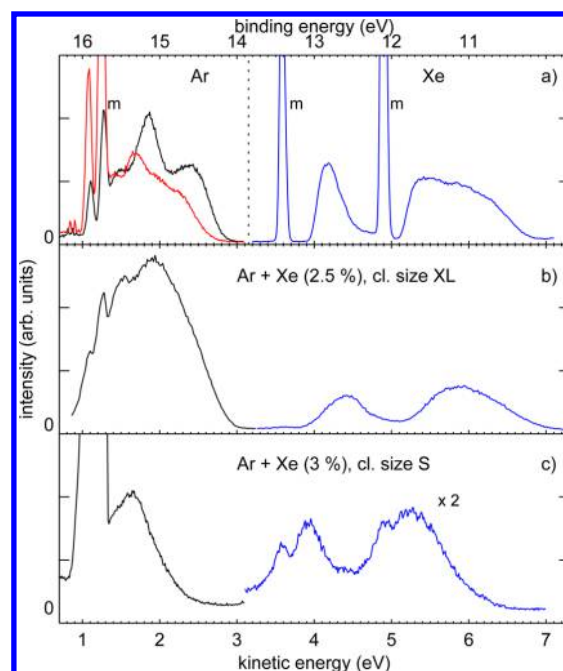 binding energy (eV)
16 15 14 13 12 11
Ar Xe a)
m m m
0
Ar + Xe (2.5 %), cl. size XL b)
intensity (arb. units)
0
Ar + Xe (3 %), cl. size S c)
x 2
0
1 2 3 4 5 6 7
kinetic energy (eV)